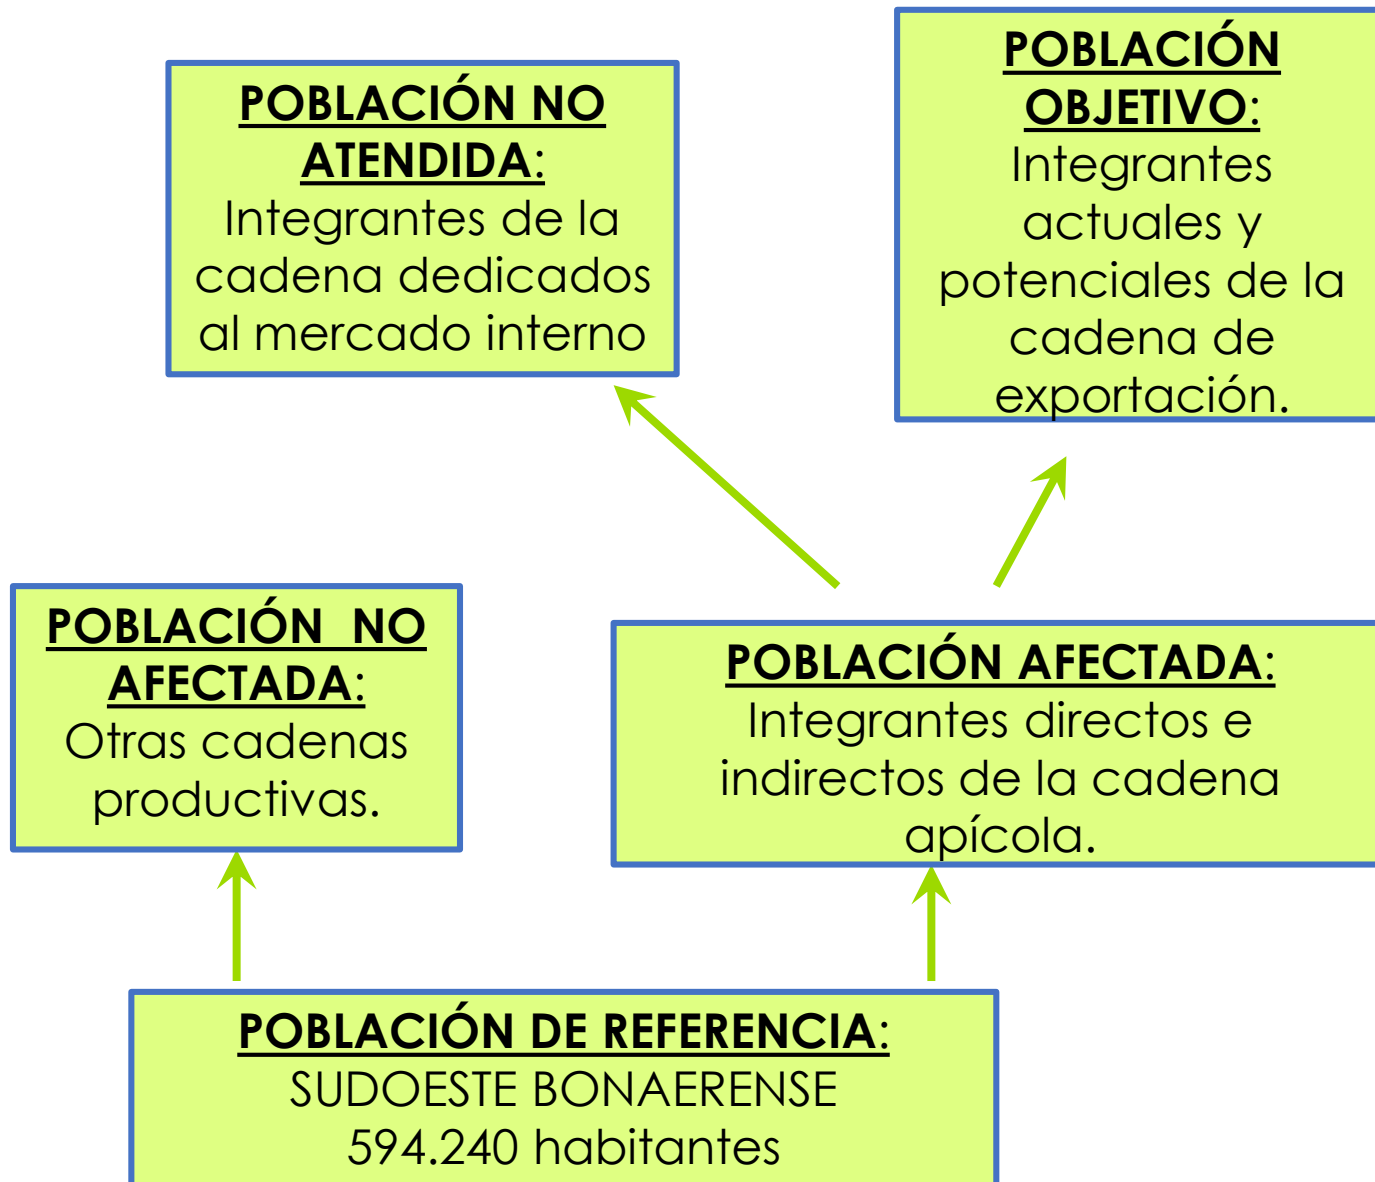 POBLACIÓN NO
ATENDIDA:
Integrantes de la
cadena dedicados
al mercado interno
POBLACIÓN
OBJETIVO:
Integrantes
actuales y
potenciales de la
cadena de
exportación.
POBLACIÓN  NO
AFECTADA:
Otras cadenas
productivas.
POBLACIÓN AFECTADA:
Integrantes directos e
indirectos de la cadena
apícola.
POBLACIÓN DE REFERENCIA:
SUDOESTE BONAERENSE
594.240 habitantes